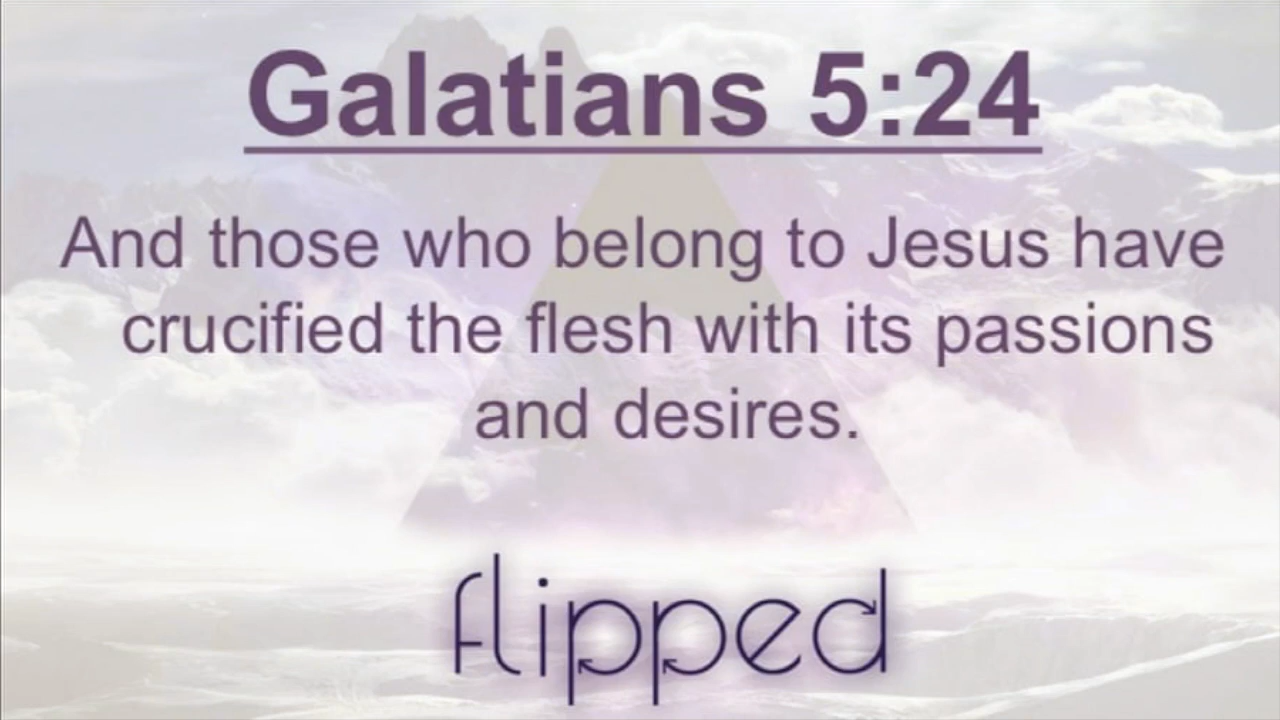 Galatians 5:24
And those who belong to Jesus have
crucified the flesh with its passions
and desires.
flipped